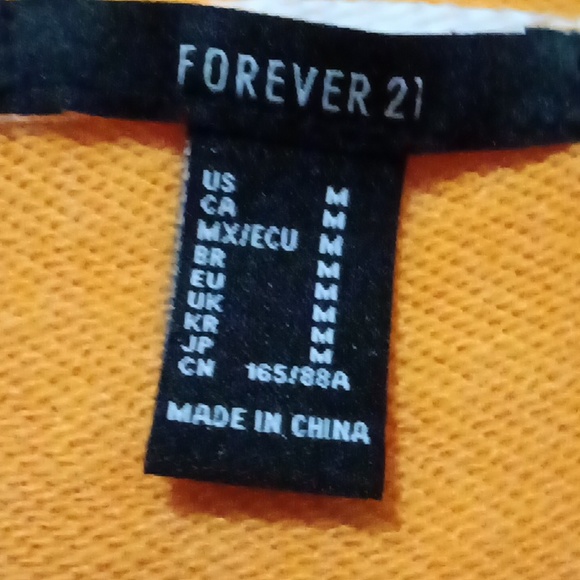 FOREVER 21
US M
CA M
MX/ECU M
BR M
EU M
UK M
KR M
JP M
CN 165/88A
MADE IN CHINA